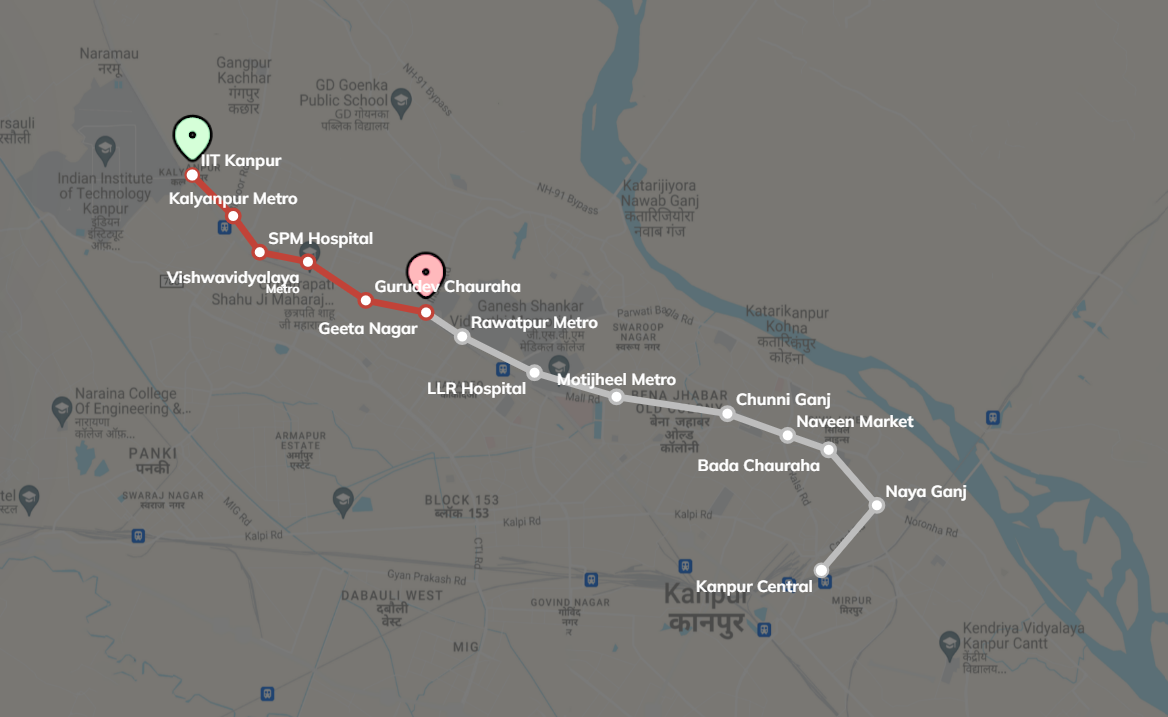 Naramau
नरमू
Gangpur
Kachhar
गंगपुर
कछार
GD Goenka
Public School
GD गोयनका
पब्लिक विद्यालय
NH-91 Bypass
Indian Institute
of Technology
Kanpur
इंडियन
इंस्टिट्यूट
ऑफ़...
IIT Kanpur
Kalyanpur Metro
SPM Hospital
Vishwavidyalaya
Metro
Shahu Ji Maharaj...
छत्रपति शाहू
Gurudev Chauraha
Geeta Nagar
NH-91 Bypass
Katarijiyora
Nawab Ganj
कतारिजियोरा
नवाब गंज
Ganesh Shankar
जी.एस.वी.एम
मेडिकल कॉलेज
Rawatpur Metro
Parwati Bagla Rd
SWAROOP
NAGAR
स्वरूप नगर
Katarikanpur
Kohna
कतारिकंपुर
कोहना
LLR Hospital
Motijheel Metro
Mall Rd
BENA JHABAR
OLD COLONY
बेना जहाबर
ओल्ड
कॉलोनी
Chunni Ganj
Naveen Market
Bada Chauraha
Naya Ganj
Kanpur Central
Naraina College
Of Engineering &...
नारायणा
कॉलेज ऑफ़...
PANKI
पनकी
ARMAPUR
ESTATE
अर्मापुर
एस्टेट
SWARAJ NAGAR
स्वराज नगर
MIG Rd
Kalpi Rd
BLOCK 153
ब्लॉक 153
Kalpi Rd
Kalpi Rd
CTI Rd
Noronha Rd
Gyan Prakash Rd
DABAULI WEST
दबौली
वेस्ट
GOVIND NAGAR
गोविंद
नगर
न
Kanpur
कानपुर
MIRPUR
मिरपुर
MIG
Kendriya Vidyalaya
Kanpur Cantt
केंद्रीय
विद्यालय...